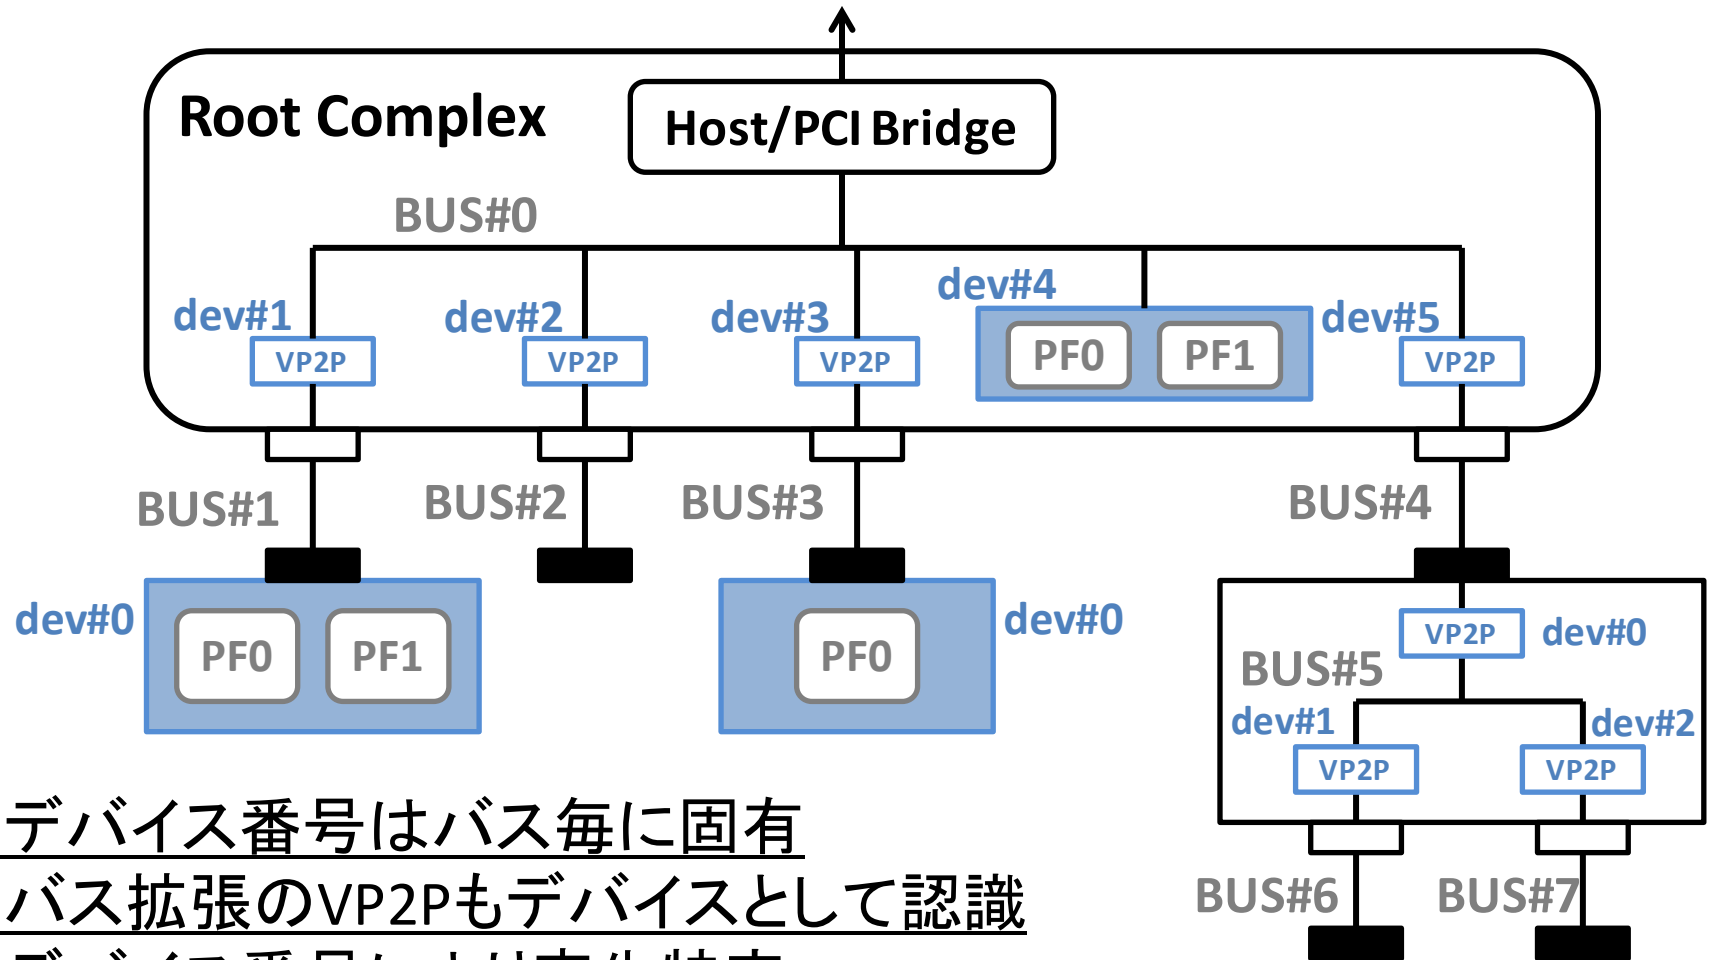 Root Complex
Host/PCI Bridge
BUS#0
dev#1
dev#2
dev#3
dev#4
dev#5
VP2P
VP2P
VP2P
PF0
PF1
VP2P
BUS#1
BUS#2
BUS#3
BUS#4
dev#0
PF0
PF1
PF0
dev#0
VP2P
dev#0
BUS#5
dev#1
dev#2
VP2P
VP2P
BUS#6
BUS#7
デバイス番号はバス毎に固有
バス拡張のVP2Pもデバイスとして認識